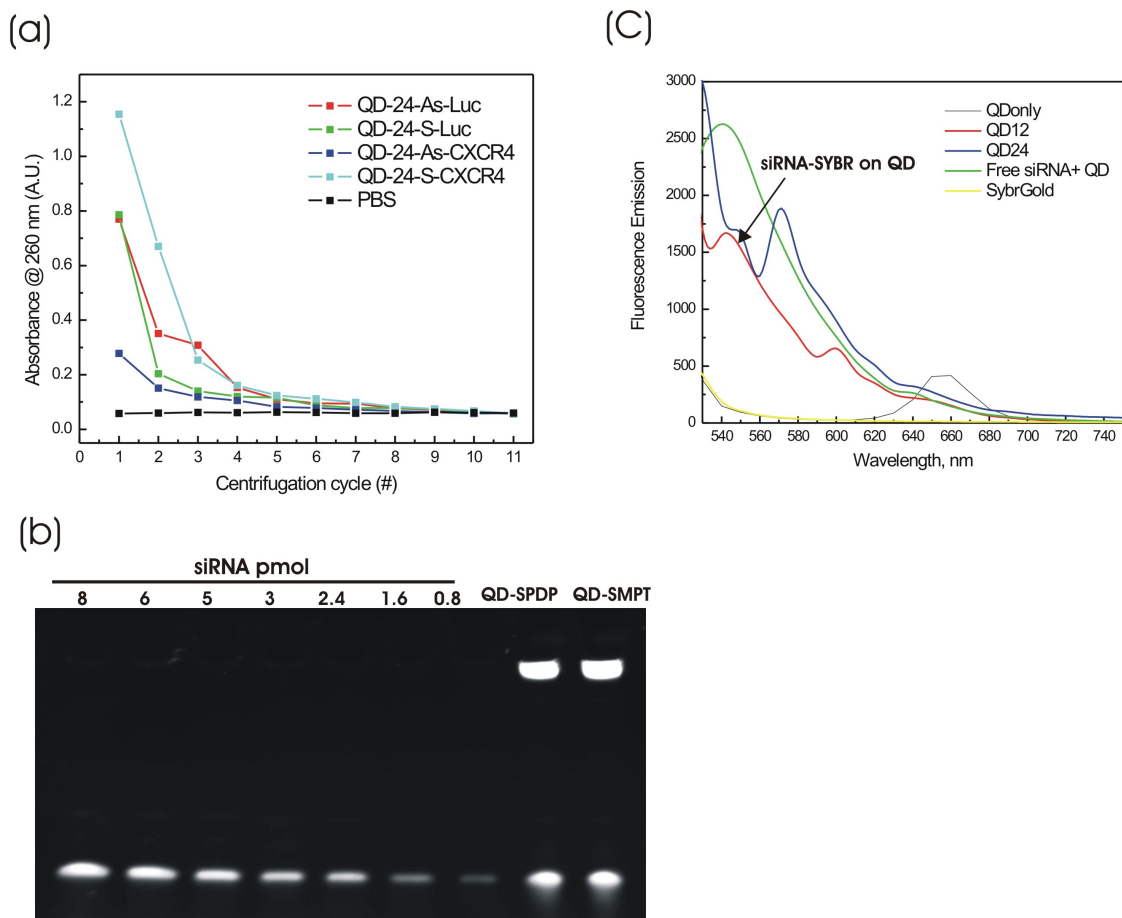 (a)
1.2
1.0
0.8
0.6
0.4
0.2
0.0
Absorbance @ 260 nm (A.U.)
0 1 2 3 4 5 6 7 8 9 10 11
Centrifugation cycle (#)
QD-24-As-Luc
QD-24-S-Luc
QD-24-As-CXCR4
QD-24-S-CXCR4
PBS
(C)
3000
2500
2000
1500
1000
500
0
Fluorescence Emission
540 560 580 600 620 640 660 680 700 720 740
Wavelength, nm
siRNA-SYBR on QD
QDonly
QD12
QD24
Free siRNA+ QD
SybrGold
(b)
siRNA pmol
8 6 5 3 2.4 1.6 0.8 QD-SPDP QD-SMPT